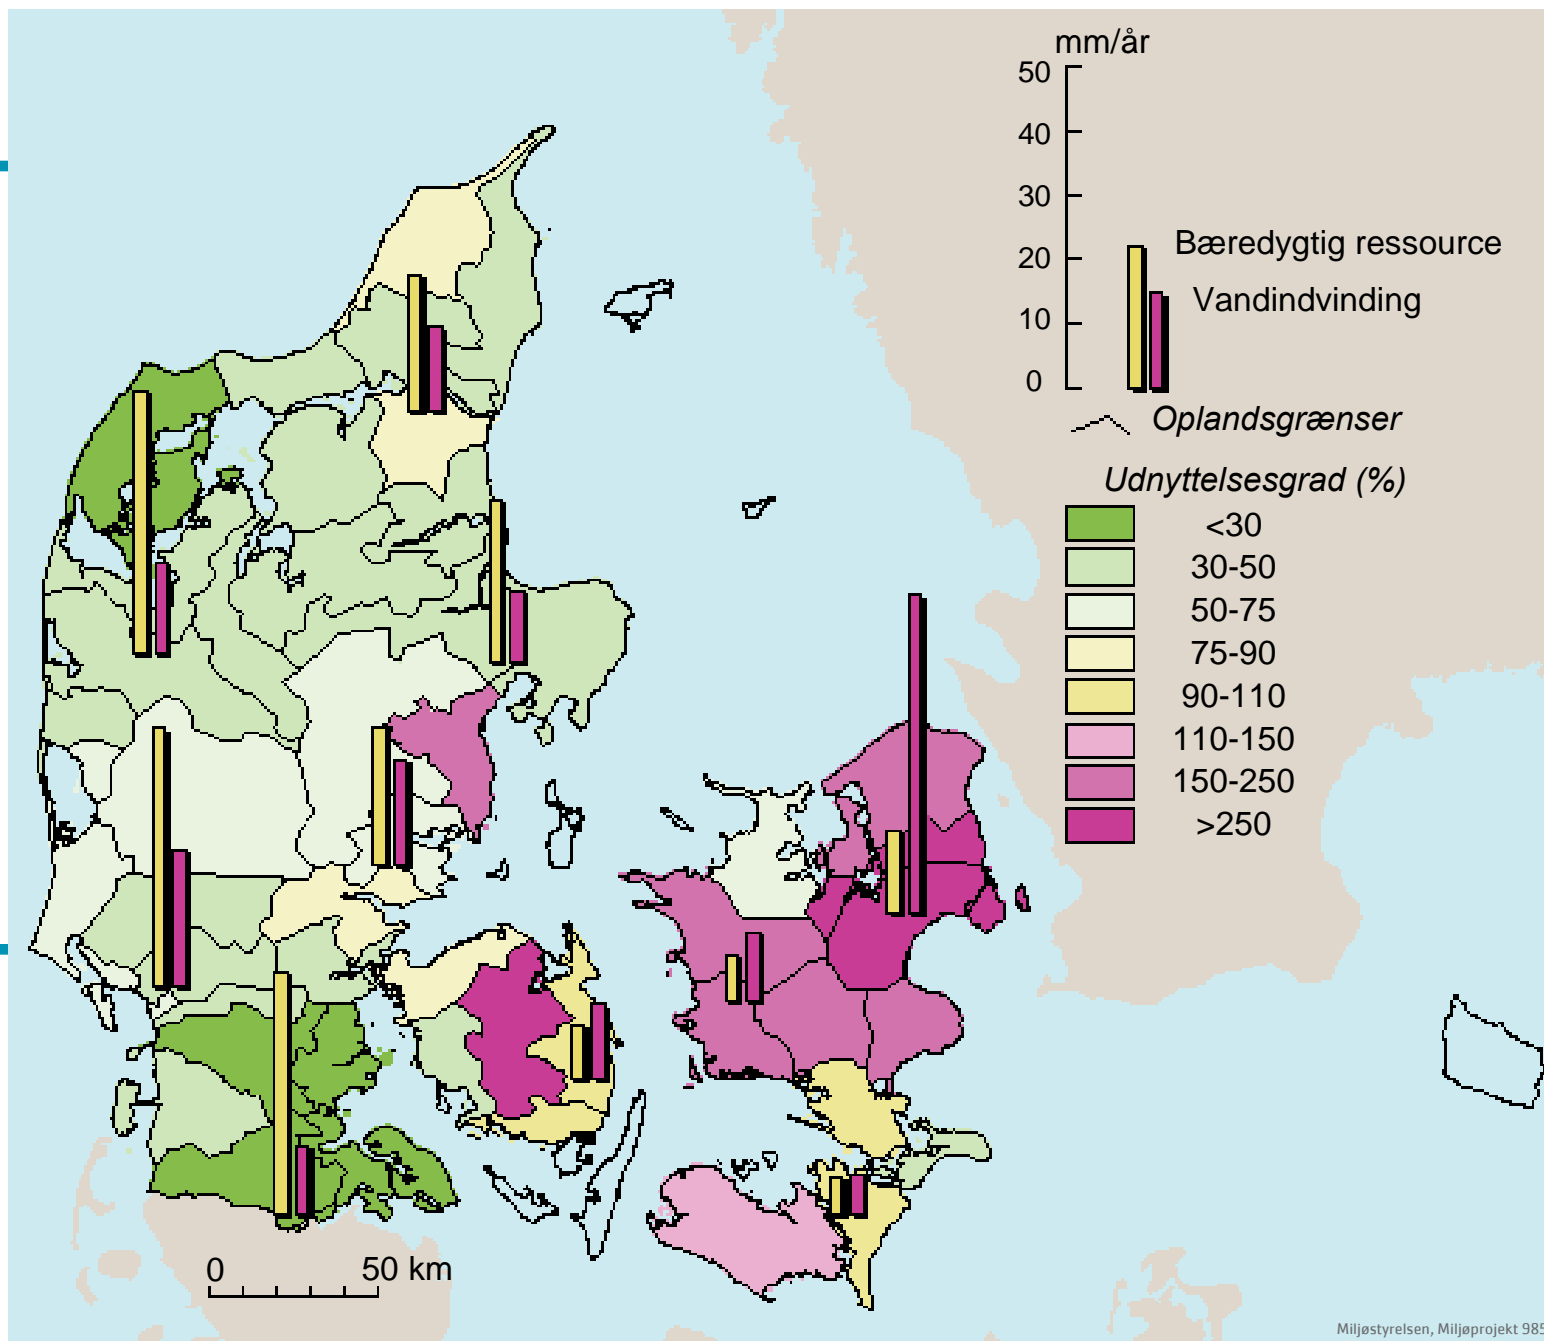 mm/år
50
40
30
20
10
0
Bæredygtig ressource
Vandindvinding
Oplandsgrænser
Udnyttelsesgrad (%)
<30
30-50
50-75
75-90
90-110
110-150
150-250
>250
0 50 km
Miljøstyrelsen, Miljøprojekt 985